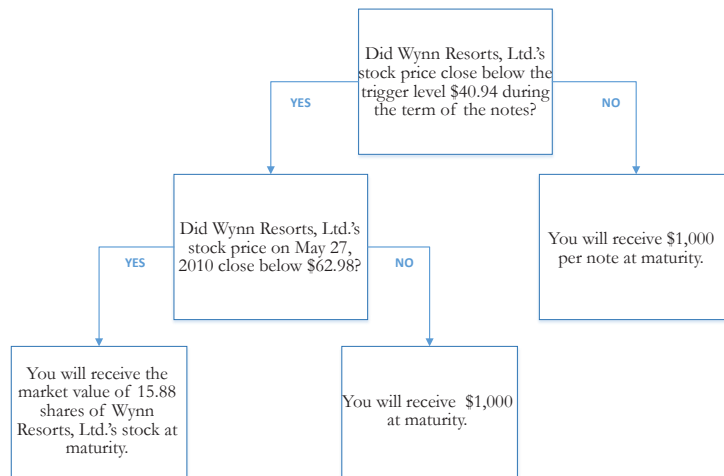 Did Wynn Resorts, Ltd.'s
stock price close below the
trigger level $40.94 during
the term of the notes?
YES
NO
Did Wynn Resorts, Ltd.'s
stock price on May 27,
2010 close below $62.98?
You will receive $1,000
per note at maturity.
YES
NO
You will receive the
market value of 15.88
shares of Wynn
Resorts, Ltd.'s stock at
maturity.
You will receive $1,000
at maturity.